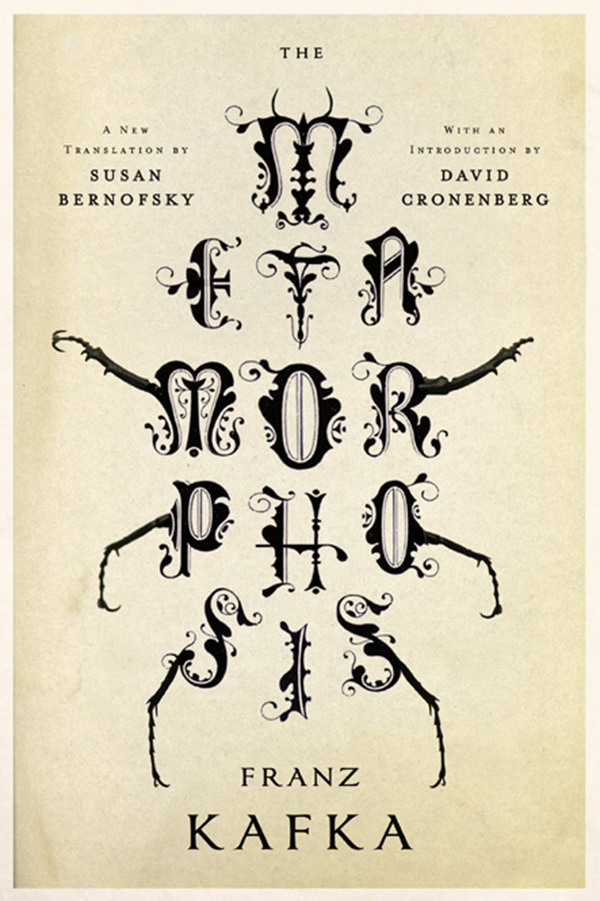 THE
A NEW
TRANSLATION BY
SUSAN
BERNOFSKY
WITH AN
INTRODUCTION BY
DAVID
CRONENBERG
M
ETA
MOR
PHO
SIS
FRANZ
KAFKA